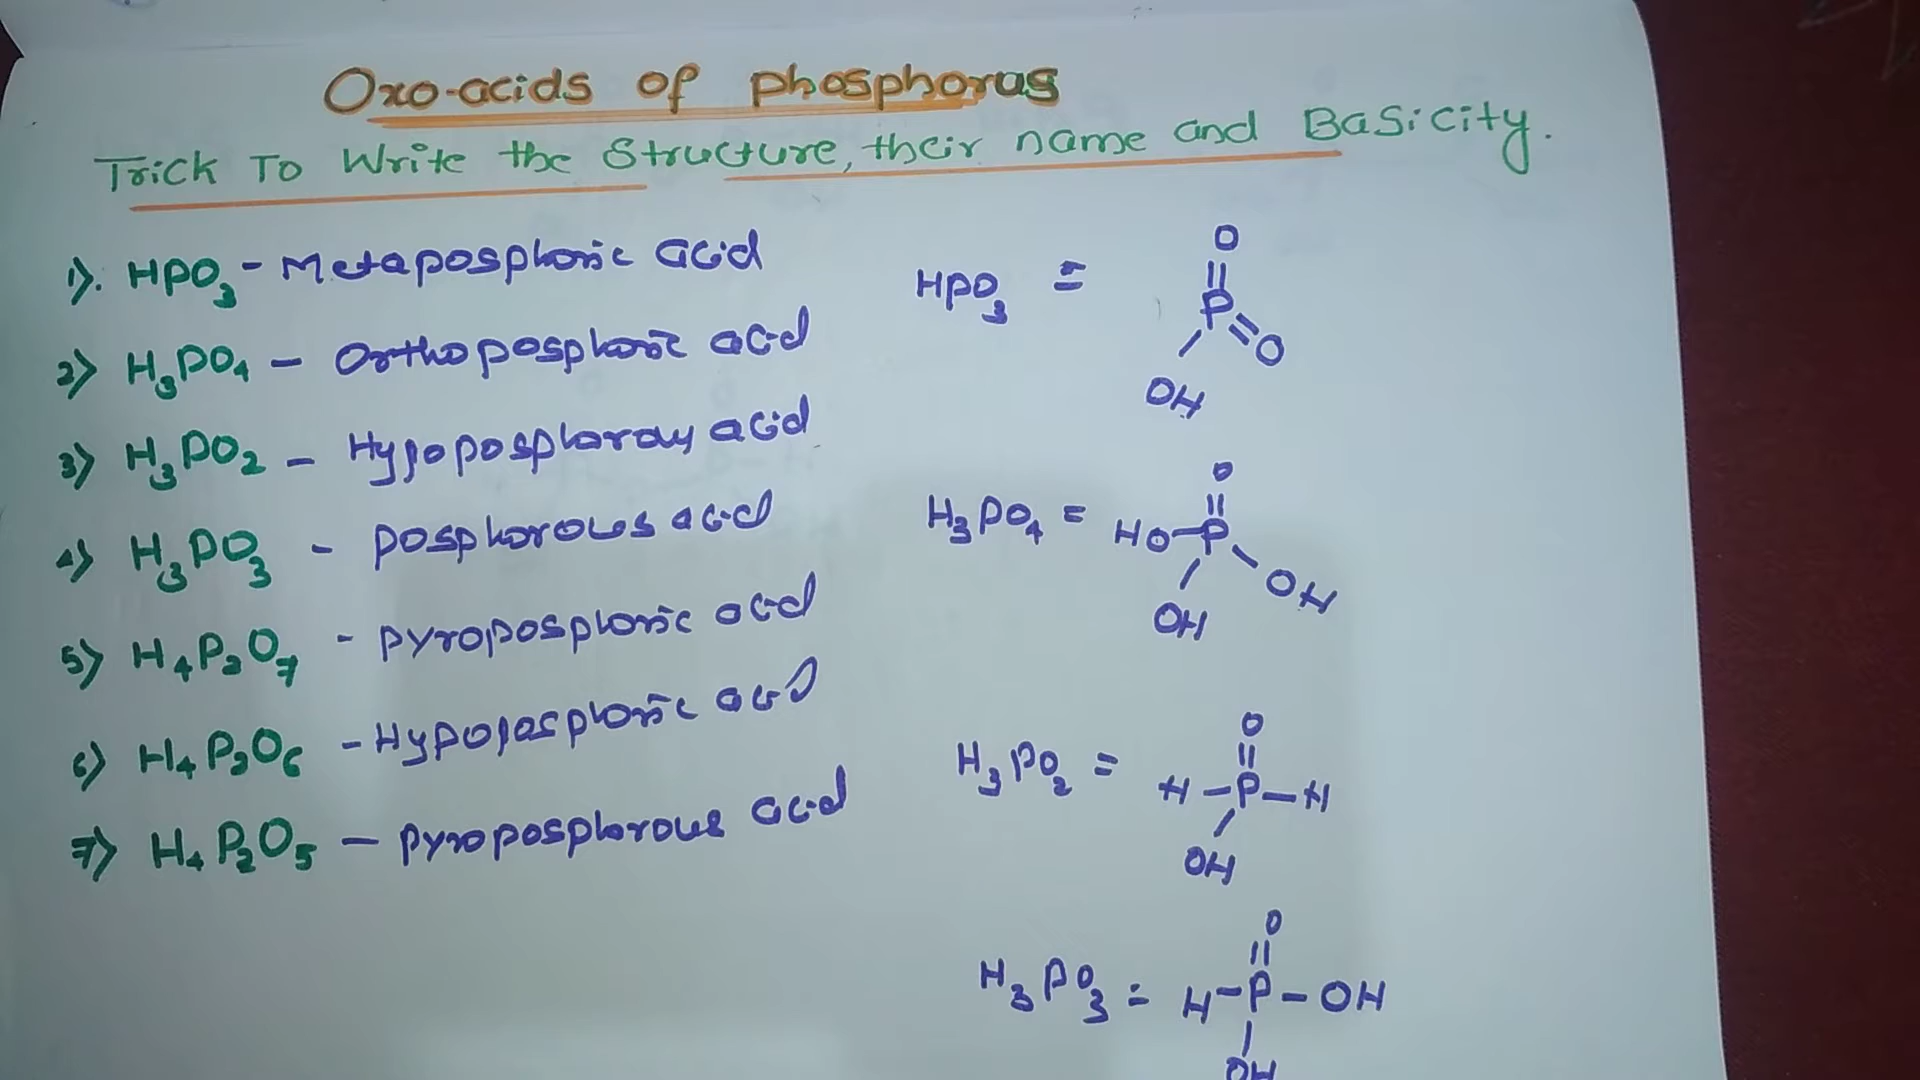 Oxo-acids of phosphorus
Trick To Write the Structure, their name and Basicity.
1). HPO₃ - Metaposphoric acid
2) H₃PO₄ - Orthoposphoric acid
3) H₃PO₂ - Hypoposphorous acid
4) H₃PO₃ - posphorous acid
5) H₄P₂O₇ - pyroposphoric acid
6) H₄P₂O₆ - Hypoposphoric acid
7) H₄P₂O₅ - pyroposphorous acid
HPO₃ =
O
P
O
OH
H₃PO₄ =
O
HO-P
OH
OH
H₃PO₂ =
O
H-P-H
OH
H₃PO₃ =
O
H-P-OH
OH